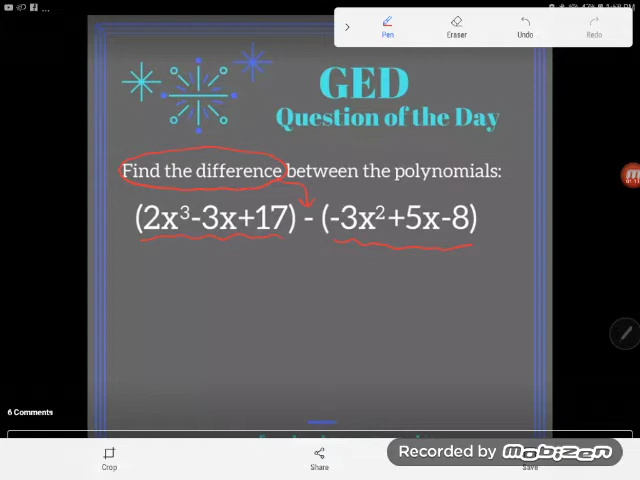 Pen
Eraser
Undo
Redo
GED
Question of the Day
Find the difference between the polynomials:
(2x³-3x+17) - (-3x²+5x-8)
6 Comments
Crop
Share
Save
Recorded by Mobizen